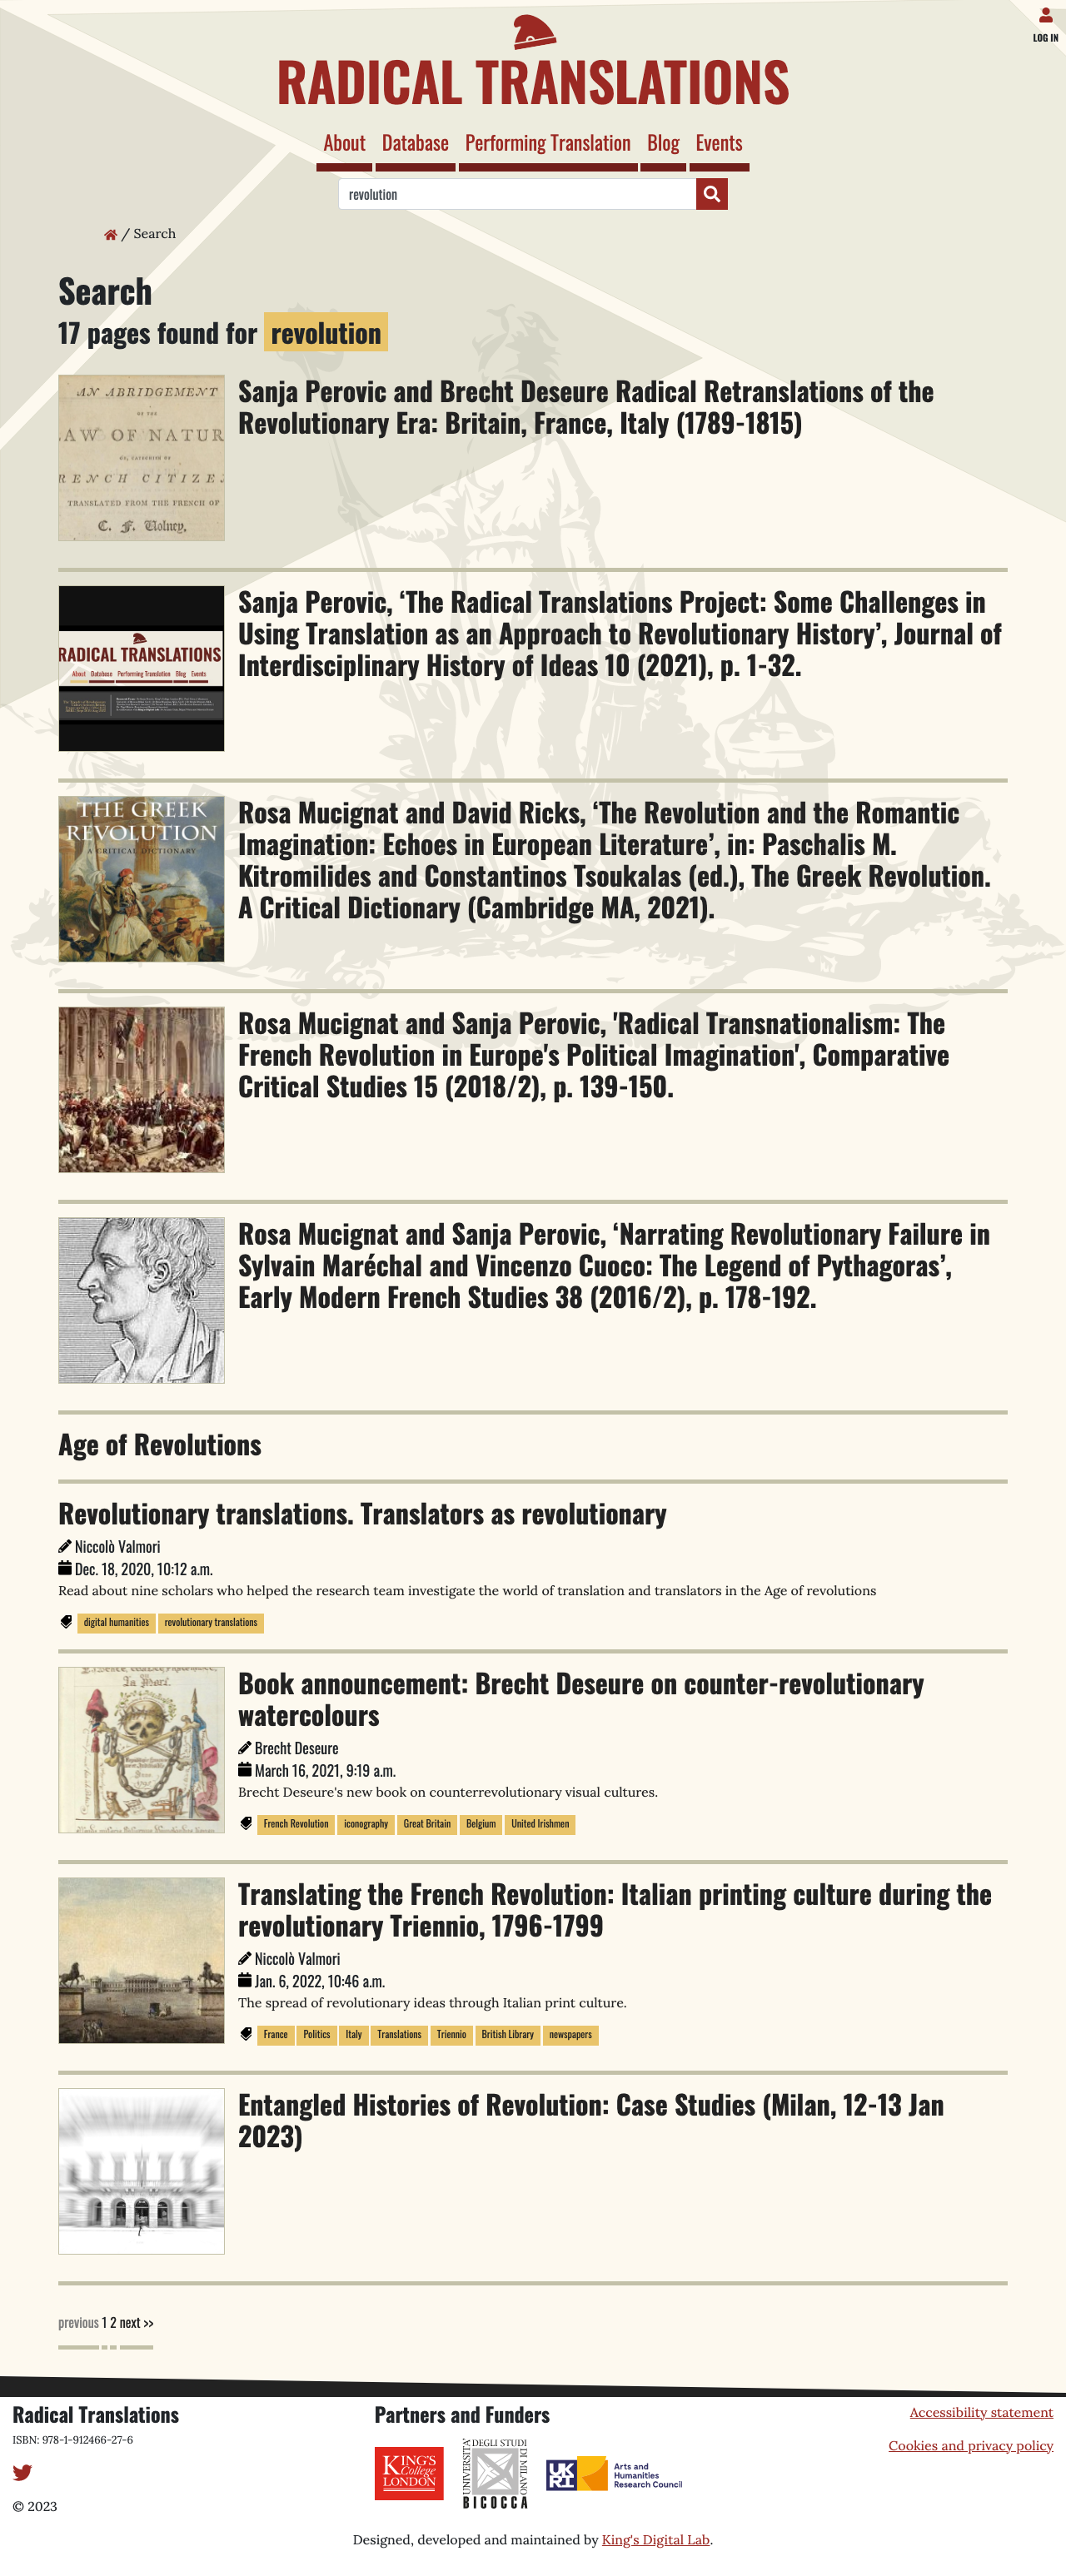 LOG IN
RADICAL TRANSLATIONS
About Database Performing Translation Blog Events
revolution
/ Search
Search
17 pages found for revolution
AN ABRIDGEMENT
OF THE
LAW OF NATUR
OR, CATECHISM OF
RENCH CITIZE
TRANSLATED FROM THE FRENCH OF
C. F. Volney,
Sanja Perovic and Brecht Deseure Radical Retranslations of the
Revolutionary Era: Britain, France, Italy (1789-1815)
RADICAL TRANSLATIONS
About Database Performing Translation Blog Events
Sanja Perovic, ‘The Radical Translations Project: Some Challenges in
Using Translation as an Approach to Revolutionary History’, Journal of
Interdisciplinary History of Ideas 10 (2021), p. 1-32.
THE GREEK
REVOLUTION
A CRITICAL DICTIONARY
Rosa Mucignat and David Ricks, ‘The Revolution and the Romantic
Imagination: Echoes in European Literature’, in: Paschalis M.
Kitromilides and Constantinos Tsoukalas (ed.), The Greek Revolution.
A Critical Dictionary (Cambridge MA, 2021).
Rosa Mucignat and Sanja Perovic, 'Radical Transnationalism: The
French Revolution in Europe's Political Imagination', Comparative
Critical Studies 15 (2018/2), p. 139-150.
Rosa Mucignat and Sanja Perovic, ‘Narrating Revolutionary Failure in
Sylvain Maréchal and Vincenzo Cuoco: The Legend of Pythagoras’,
Early Modern French Studies 38 (2016/2), p. 178-192.
Age of Revolutions
Revolutionary translations. Translators as revolutionary
Niccolò Valmori
Dec. 18, 2020, 10:12 a.m.
Read about nine scholars who helped the research team investigate the world of translation and translators in the Age of revolutions
digital humanities revolutionary translations
Book announcement: Brecht Deseure on counter-revolutionary
watercolours
Brecht Deseure
March 16, 2021, 9:19 a.m.
Brecht Deseure's new book on counterrevolutionary visual cultures.
French Revolution iconography Great Britain Belgium United Irishmen
Translating the French Revolution: Italian printing culture during the
revolutionary Triennio, 1796-1799
Niccolò Valmori
Jan. 6, 2022, 10:46 a.m.
The spread of revolutionary ideas through Italian print culture.
France Politics Italy Translations Triennio British Library newspapers
Entangled Histories of Revolution: Case Studies (Milan, 12-13 Jan
2023)
previous 1 2 next >>
Radical Translations
ISBN: 978-1-912466-27-6
© 2023
Partners and Funders
KING'S
College
LONDON
UNIVERSITA' DEGLI STUDI DI MILANO
BICOCCA
UKRI
Arts and
Humanities
Research Council
Accessibility statement
Cookies and privacy policy
Designed, developed and maintained by King's Digital Lab.